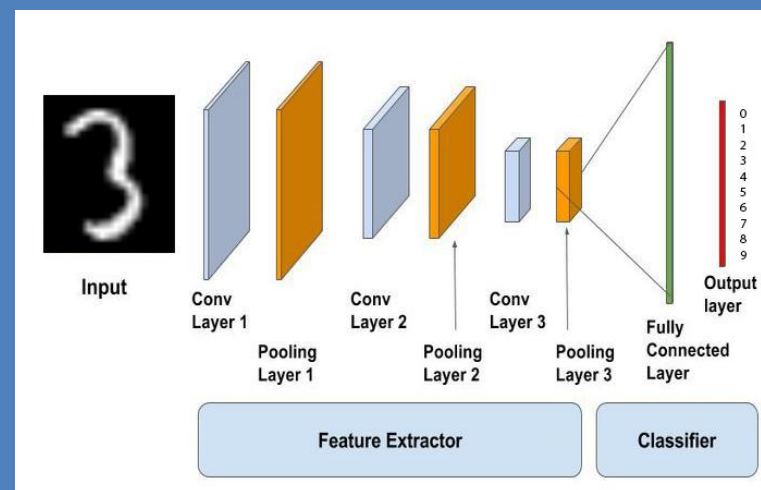 3
Input
Conv
Layer 1
Pooling
Layer 1
Conv
Layer 2
Pooling
Layer 2
Conv
Layer 3
Pooling
Layer 3
Fully
Connected
Layer
Output
layer
0
1
2
3
4
5
6
7
8
9
Feature Extractor
Classifier